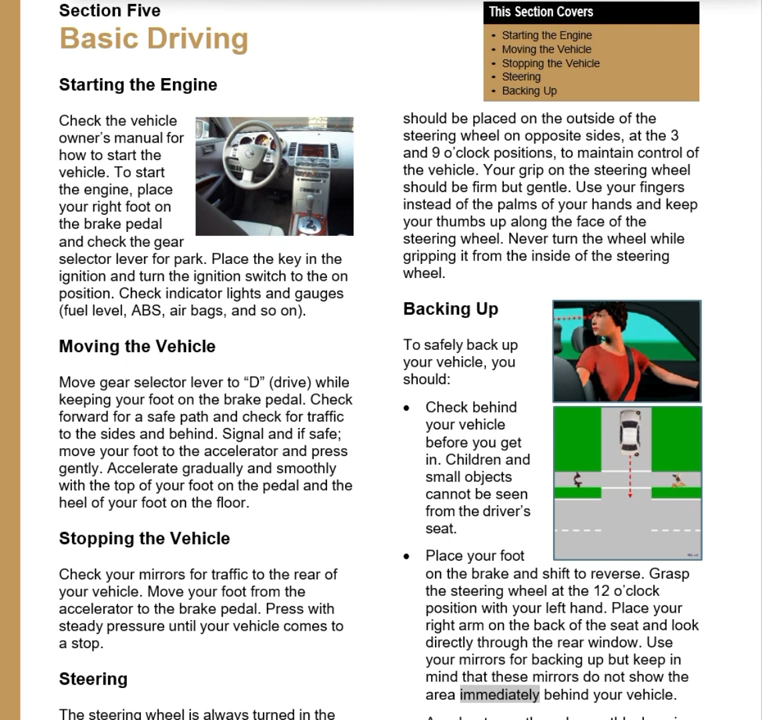 Section Five
Basic Driving
This Section Covers
• Starting the Engine
• Moving the Vehicle
• Stopping the Vehicle
• Steering
• Backing Up
Starting the Engine
Check the vehicle
owner's manual for
how to start the
vehicle. To start
the engine, place
your right foot on
the brake pedal
and check the gear
selector lever for park. Place the key in the
ignition and turn the ignition switch to the on
position. Check indicator lights and gauges
(fuel level, ABS, air bags, and so on).
Moving the Vehicle
Move gear selector lever to “D” (drive) while
keeping your foot on the brake pedal. Check
forward for a safe path and check for traffic
to the sides and behind. Signal and if safe;
move your foot to the accelerator and press
gently. Accelerate gradually and smoothly
with the top of your foot on the pedal and the
heel of your foot on the floor.
Stopping the Vehicle
Check your mirrors for traffic to the rear of
your vehicle. Move your foot from the
accelerator to the brake pedal. Press with
steady pressure until your vehicle comes to
a stop.
Steering
The steering wheel is always turned in the
should be placed on the outside of the
steering wheel on opposite sides, at the 3
and 9 o'clock positions, to maintain control of
the vehicle. Your grip on the steering wheel
should be firm but gentle. Use your fingers
instead of the palms of your hands and keep
your thumbs up along the face of the
steering wheel. Never turn the wheel while
gripping it from the inside of the steering
wheel.
Backing Up
To safely back up
your vehicle, you
should:
• Check behind
your vehicle
before you get
in. Children and
small objects
cannot be seen
from the driver's
seat.
• Place your foot
on the brake and shift to reverse. Grasp
the steering wheel at the 12 o'clock
position with your left hand. Place your
right arm on the back of the seat and look
directly through the rear window. Use
your mirrors for backing up but keep in
mind that these mirrors do not show the
area immediately behind your vehicle.